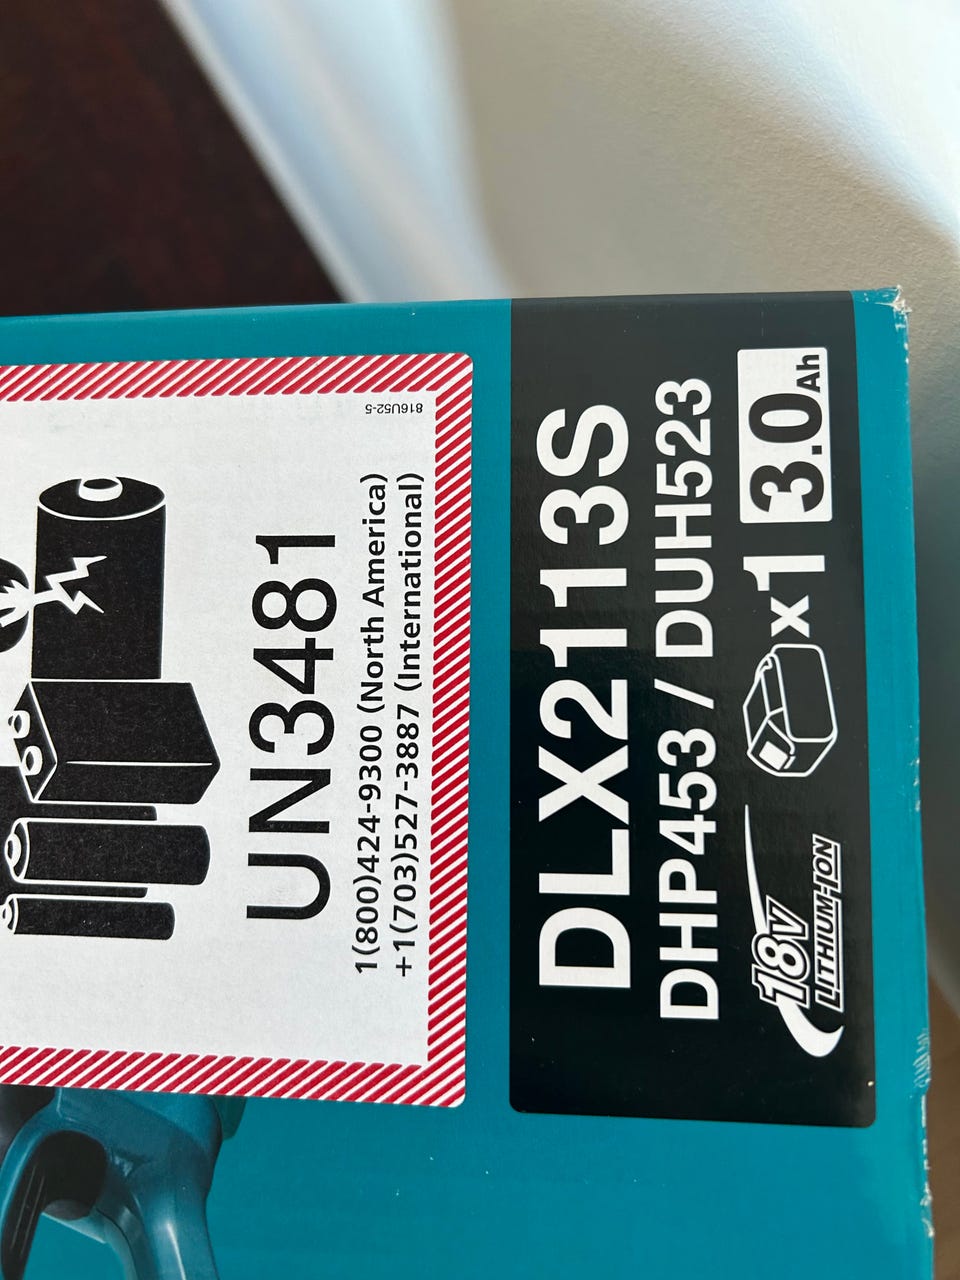 816U52-5
UN3481
1(800)424-9300 (North America)
+1(703)527-3887 (International)
DLX2113S
DHP453 / DUH523
18V
LITHIUM-ION
x1
3.0Ah